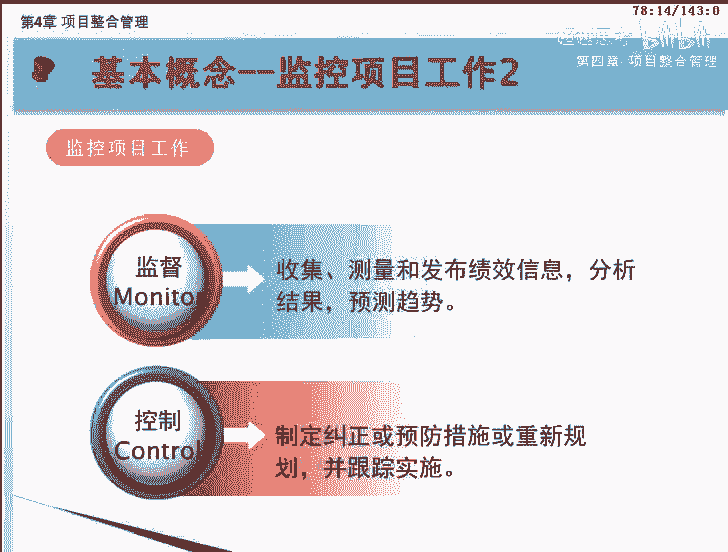 78:14/143:0
第4章 项目整合管理
基本概念——监控项目工作2
第四章 项目整合管理
监控项目工作
监督
Monito
收集、测量和发布绩效信息，分析
结果，预测趋势。
控制
Control
制定纠正或预防措施或重新规
划，并跟踪实施。